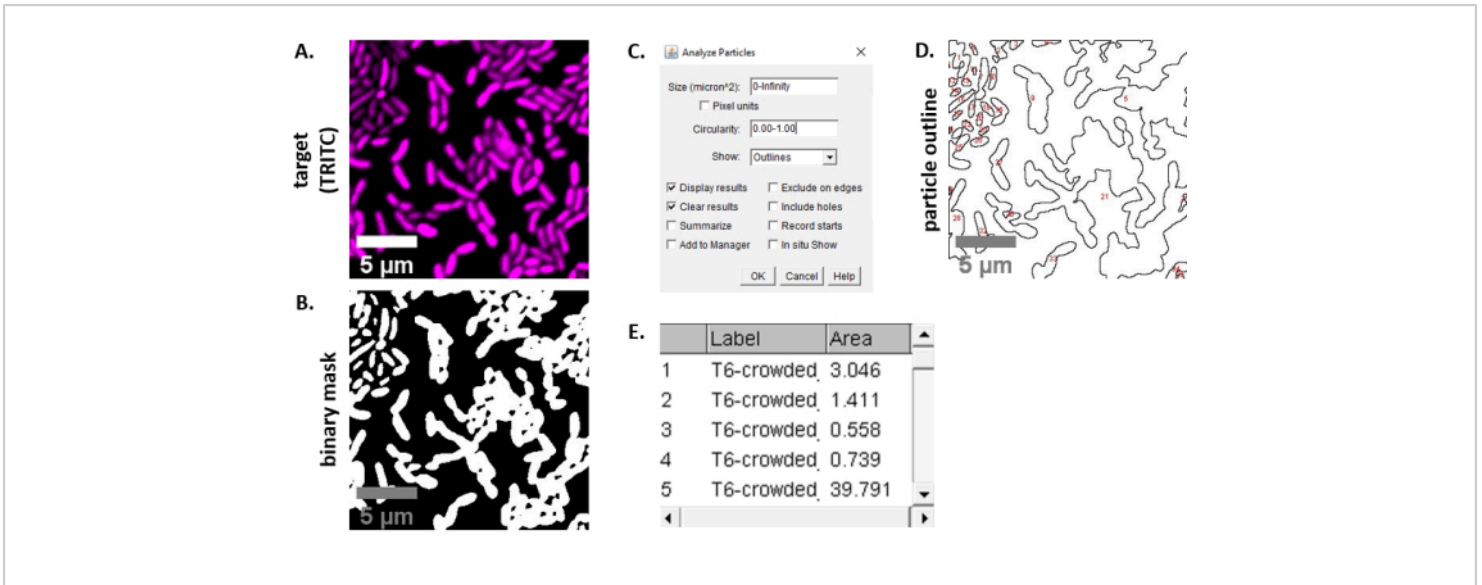 A.
target
(TRITC)
5 µm
B.
binary mask
5 µm
C.
Analyze Particles
Size (micron^2): 0-Infinity
Pixel units
Circularity: 0.00-1.00
Show: Outlines
Display results Exclude on edges
Clear results Include holes
Summarize Record starts
Add to Manager In situ Show
OK Cancel Help
D.
particle outline
9
5
21
5 µm
E.
Label Area
1 T6-crowded 3.046
2 T6-crowded 1.411
3 T6-crowded 0.558
4 T6-crowded 0.739
5 T6-crowded 39.791